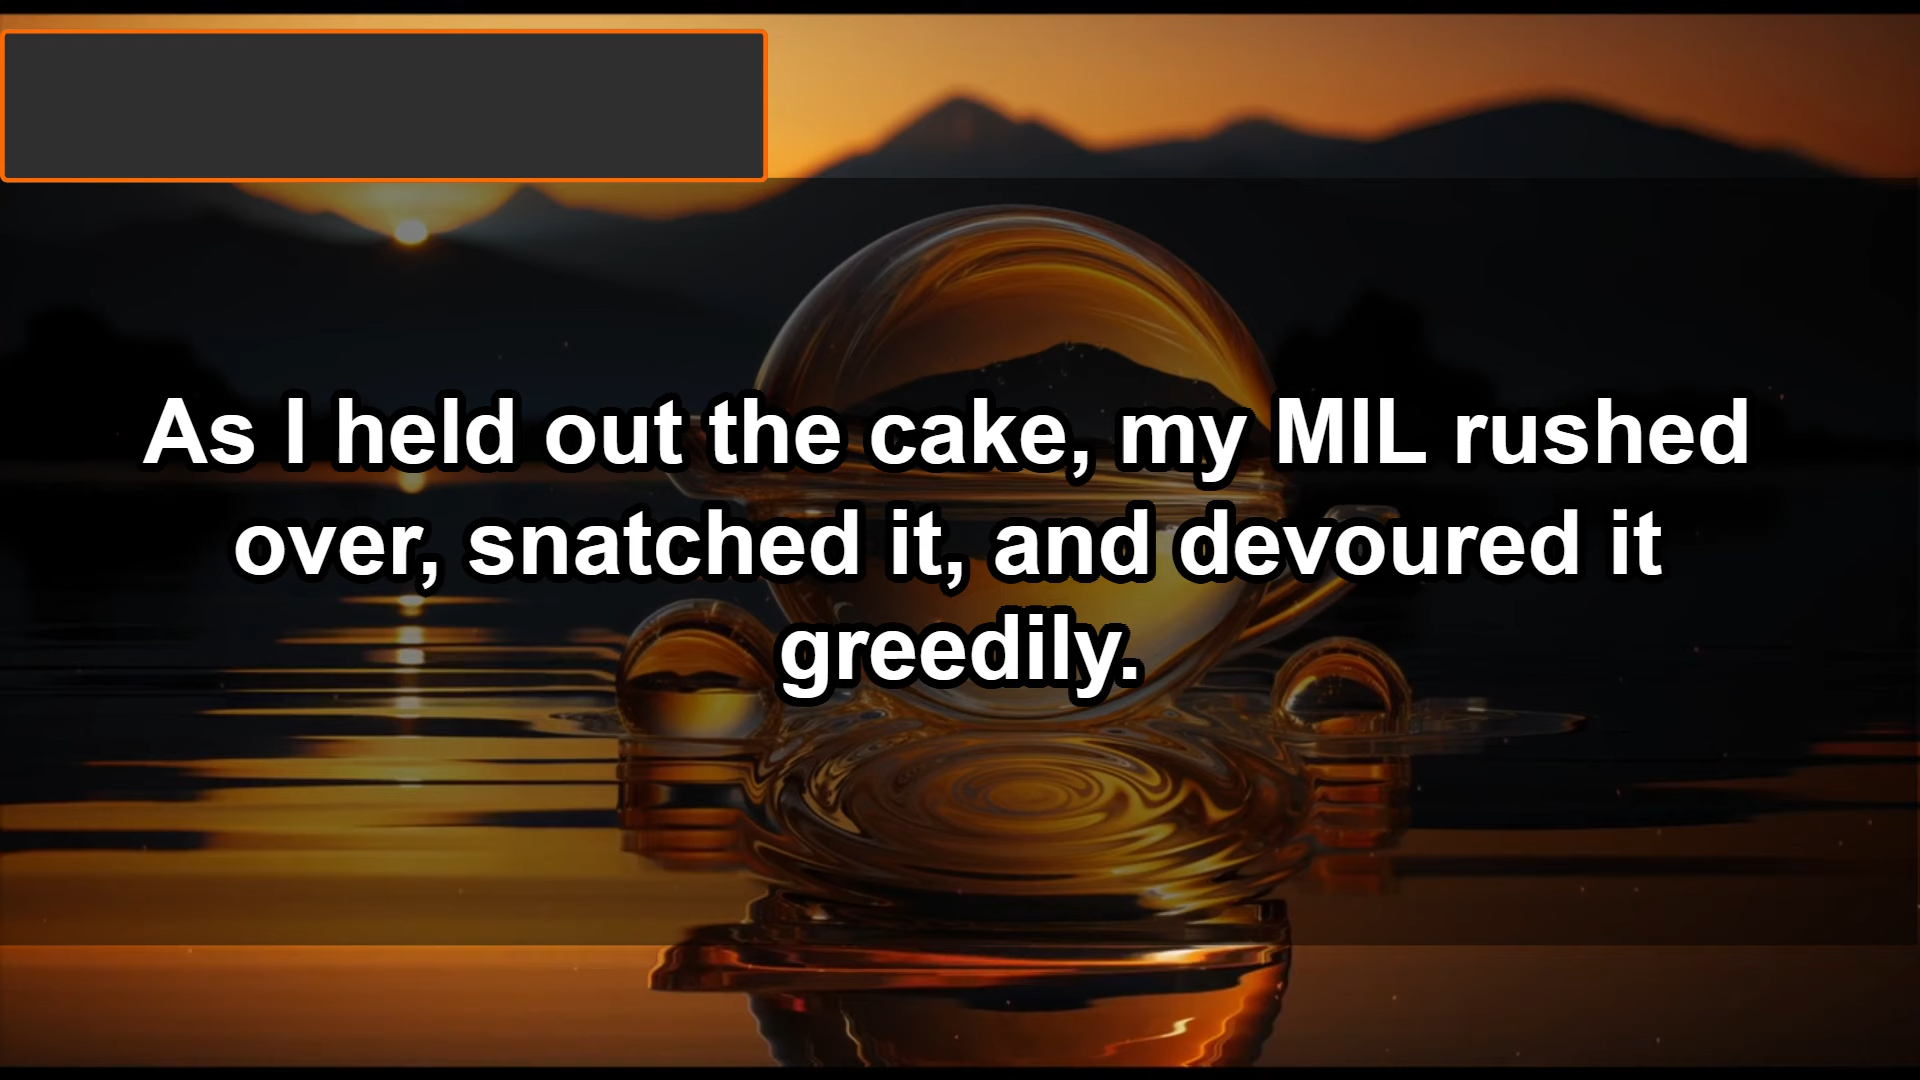 As I held out the cake, my MIL rushed
over, snatched it, and devoured it
greedily.